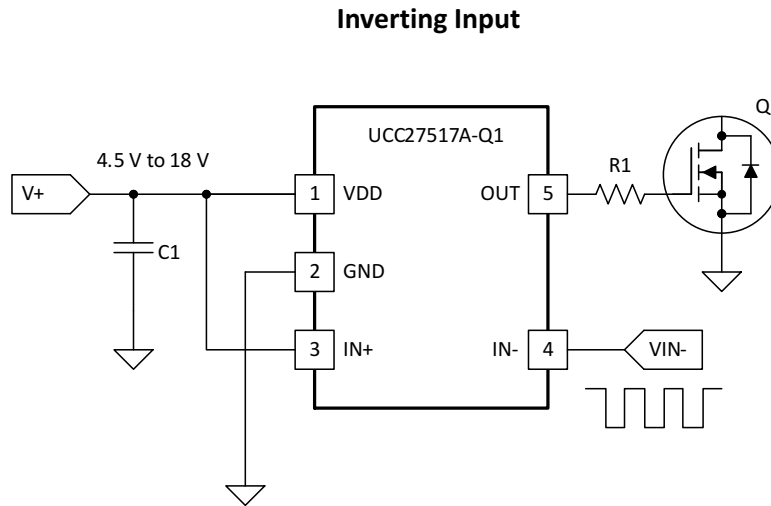 Inverting Input
UCC27517A-Q1
Q
4.5 V to 18 V
R1
V+
1
VDD
OUT
5
C1
2
GND
3
IN+
IN-
4
VIN-